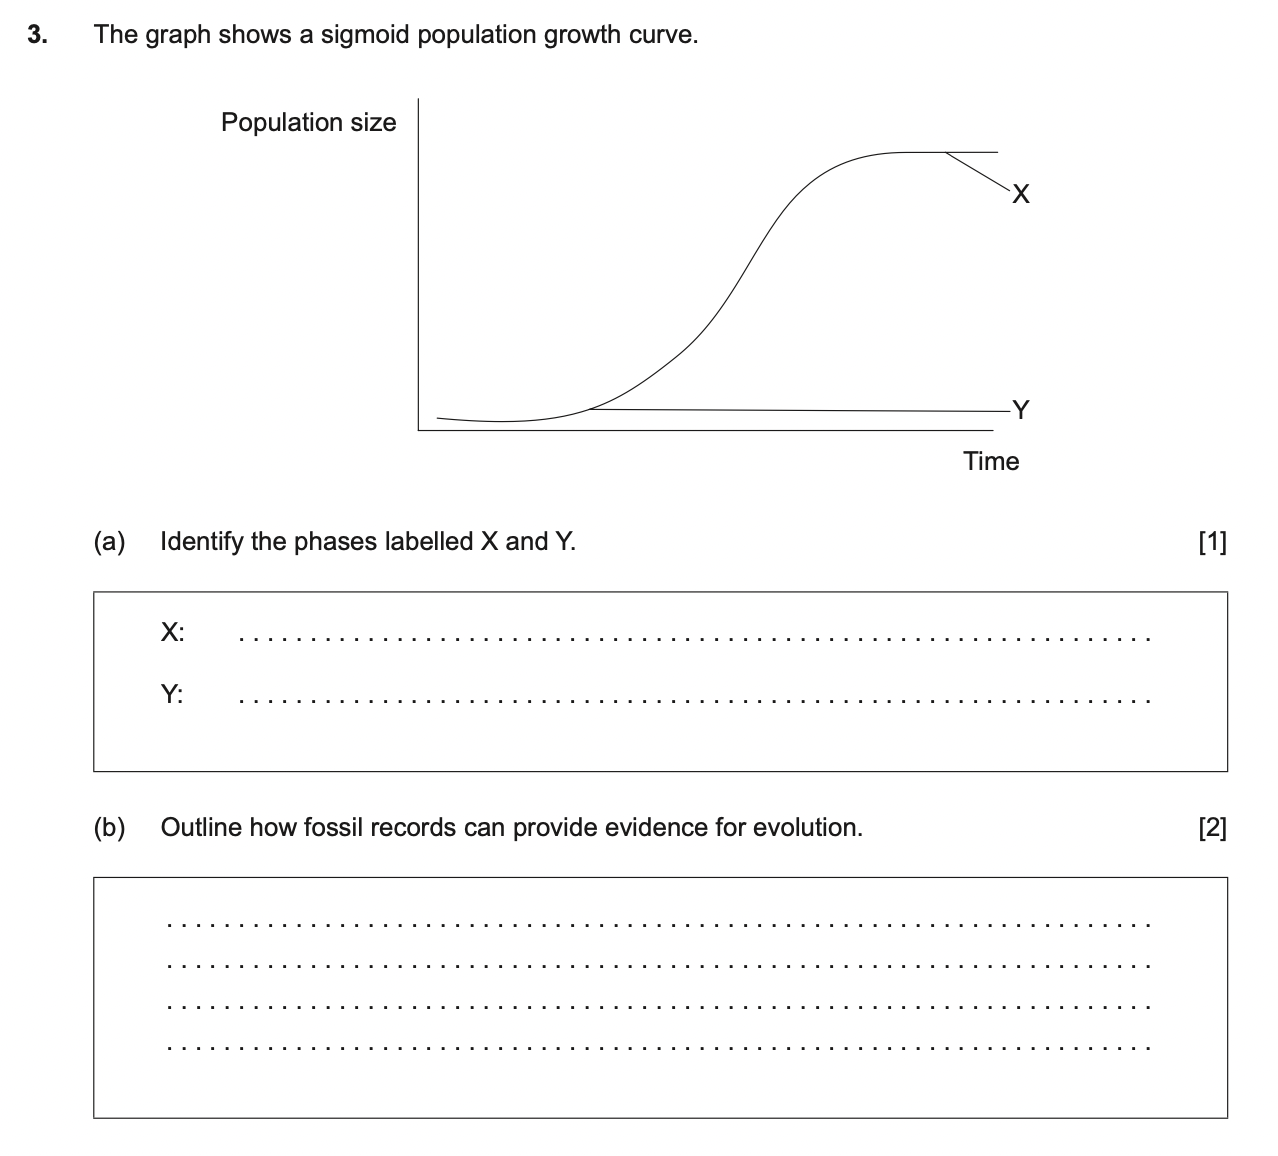 3. The graph shows a sigmoid population growth curve.
Population size
X
Y
Time
(a) Identify the phases labelled X and Y. [1]
X: . . . . . . . . . . . . . . . . . . . . . . . . . . . . . . . . . . . . . . . . . . . . . . . . . . . . . . . . . . . . . . . .
Y: . . . . . . . . . . . . . . . . . . . . . . . . . . . . . . . . . . . . . . . . . . . . . . . . . . . . . . . . . . . . . . . .
(b) Outline how fossil records can provide evidence for evolution. [2]
. . . . . . . . . . . . . . . . . . . . . . . . . . . . . . . . . . . . . . . . . . . . . . . . . . . . . . . . . . . . . . . . . . . . .
. . . . . . . . . . . . . . . . . . . . . . . . . . . . . . . . . . . . . . . . . . . . . . . . . . . . . . . . . . . . . . . . . . . . .
. . . . . . . . . . . . . . . . . . . . . . . . . . . . . . . . . . . . . . . . . . . . . . . . . . . . . . . . . . . . . . . . . . . . .
. . . . . . . . . . . . . . . . . . . . . . . . . . . . . . . . . . . . . . . . . . . . . . . . . . . . . . . . . . . . . . . . . . . . .